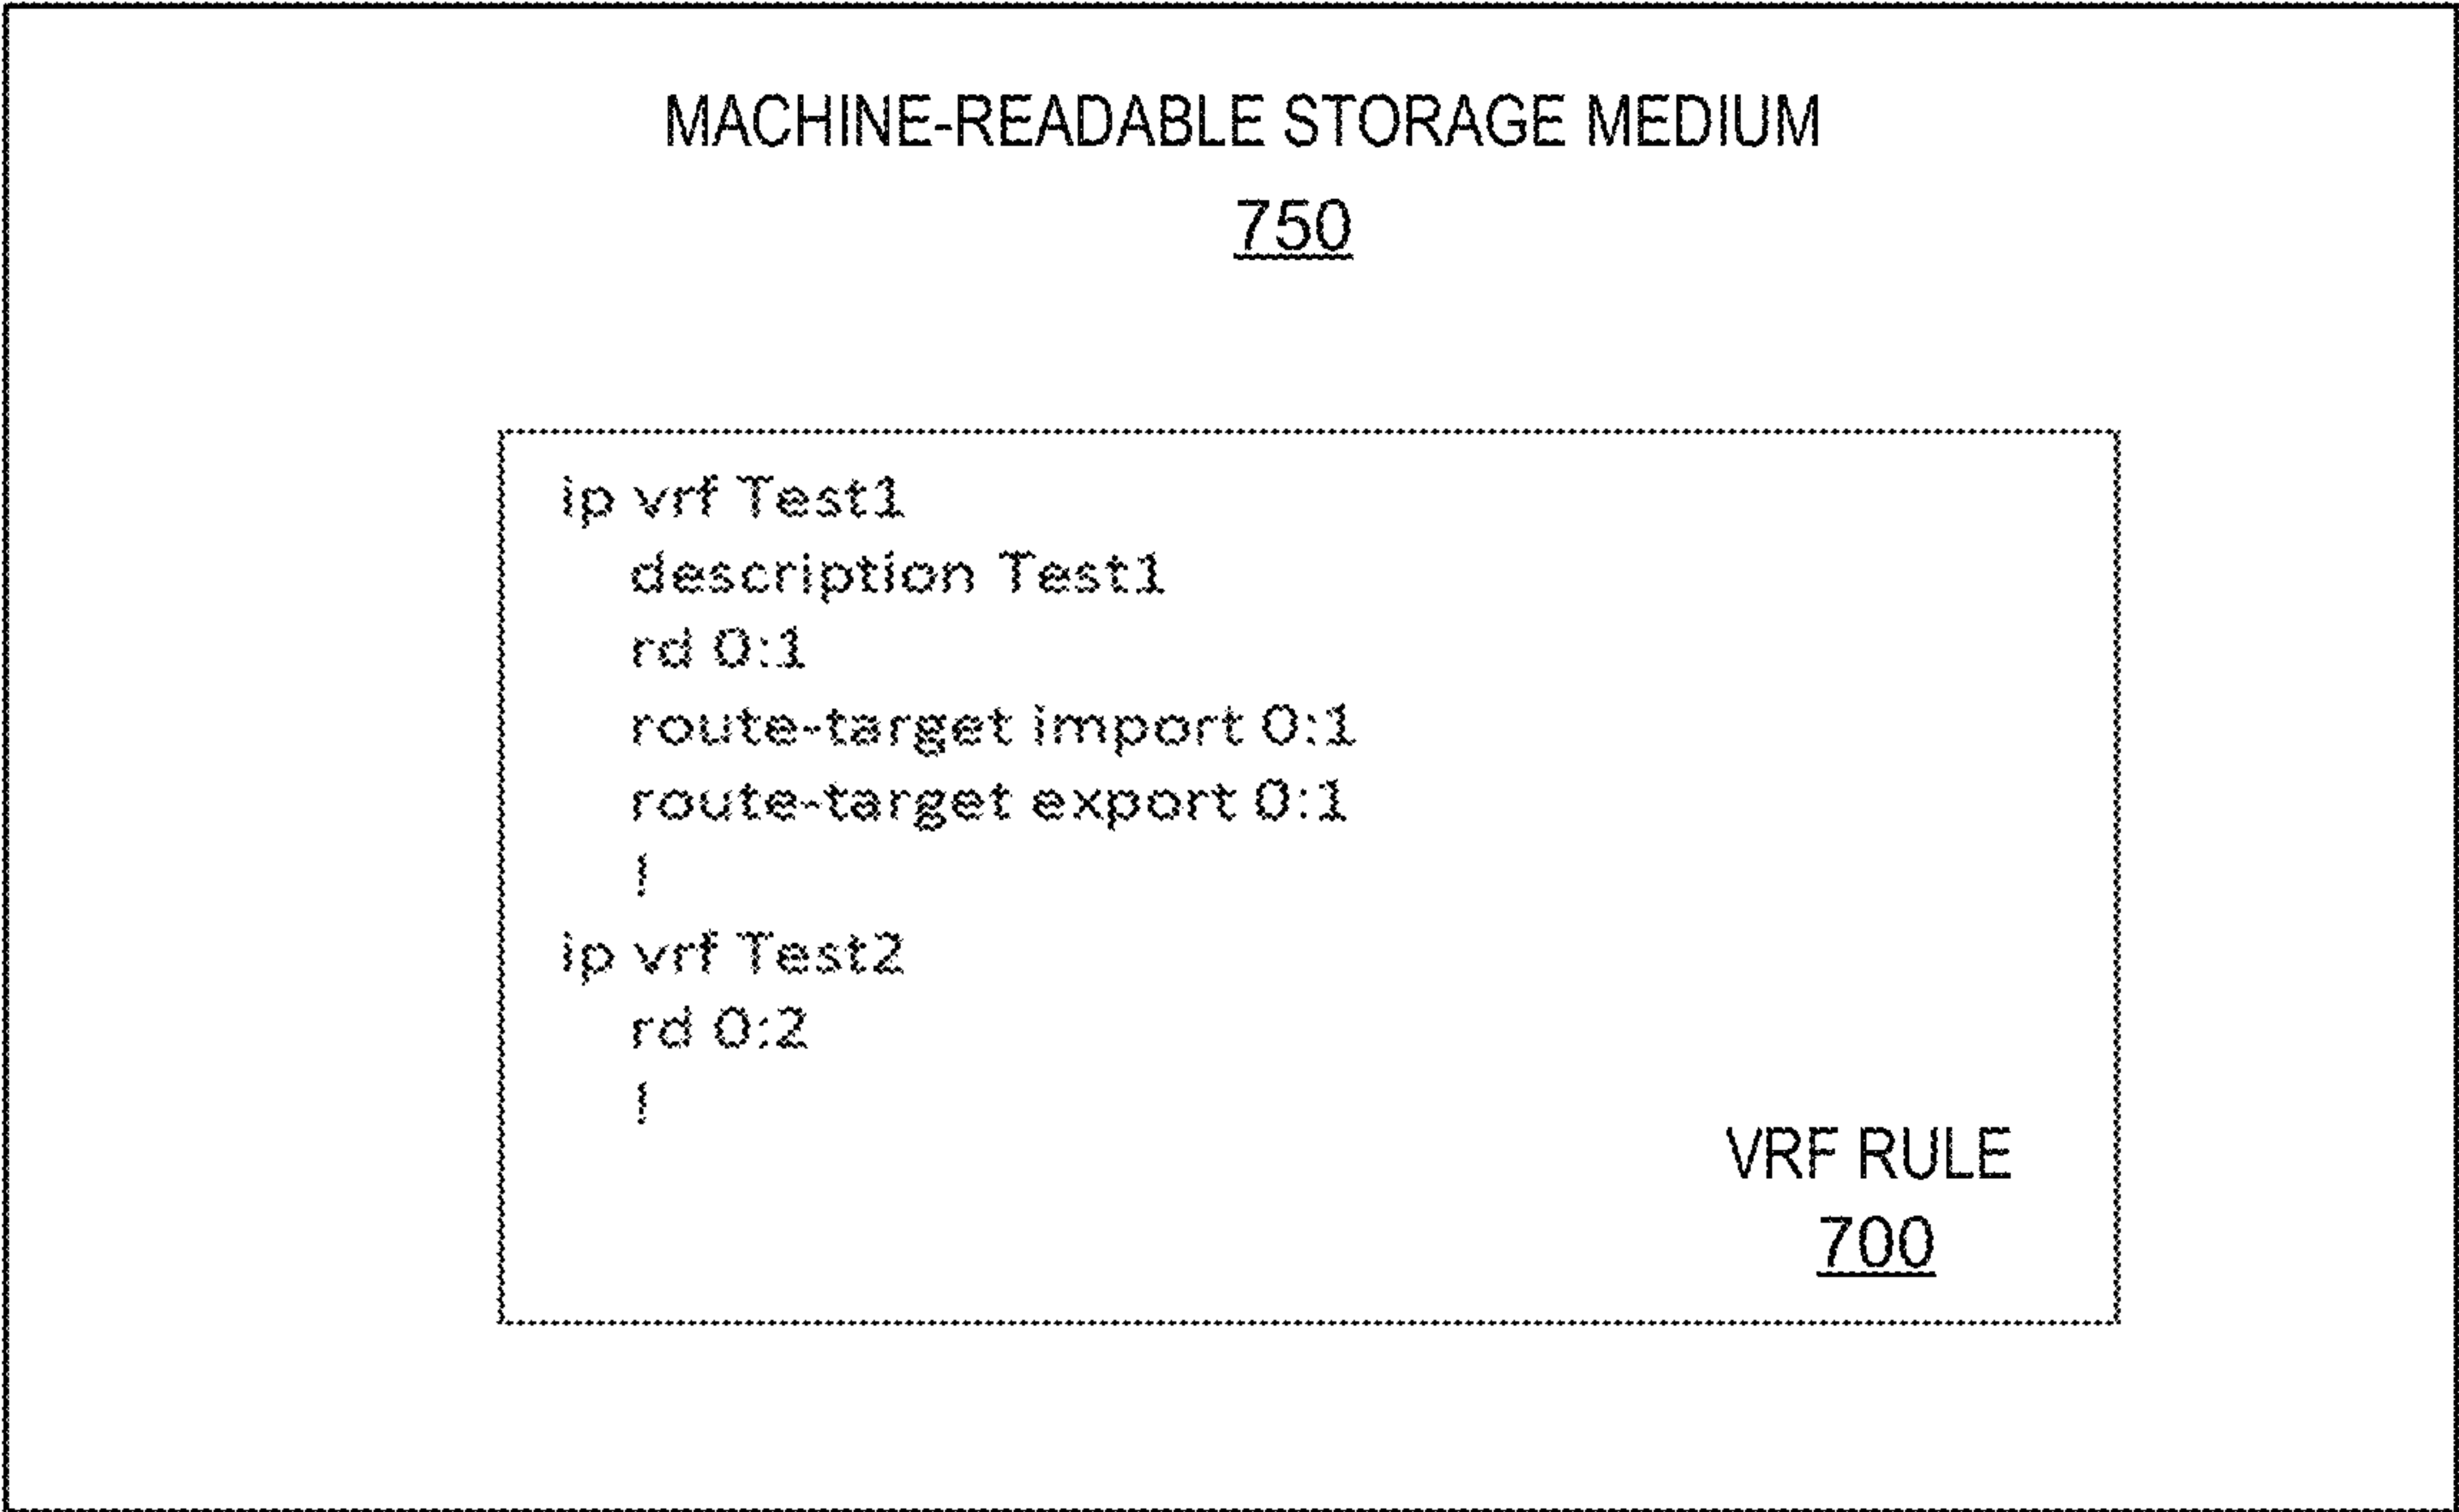 MACHINE-READABLE STORAGE MEDIUM
750
ip vrf Test1
description Test1
rd 0:1
route-target import 0:1
route-target export 0:1
!
ip vrf Test2
rd 0:2
!
VRF RULE
700